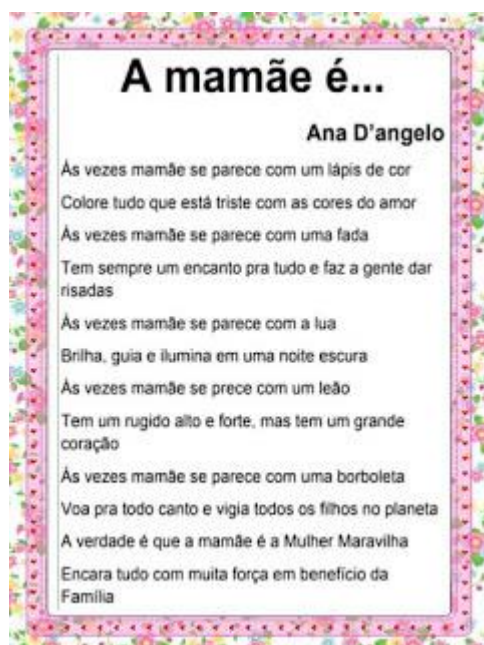 A mamãe é...
Ana D'angelo
Às vezes mamãe se parece com um lápis de cor
Colore tudo que está triste com as cores do amor
Às vezes mamãe se parece com uma fada
Tem sempre um encanto pra tudo e faz a gente dar
risadas
Às vezes mamãe se parece com a lua
Brilha, guia e ilumina em uma noite escura
Às vezes mamãe se prece com um leão
Tem um rugido alto e forte, mas tem um grande
coração
Às vezes mamãe se parece com uma borboleta
Voa pra todo canto e vigia todos os filhos no planeta
A verdade é que a mamãe é a Mulher Maravilha
Encara tudo com muita força em benefício da
Família